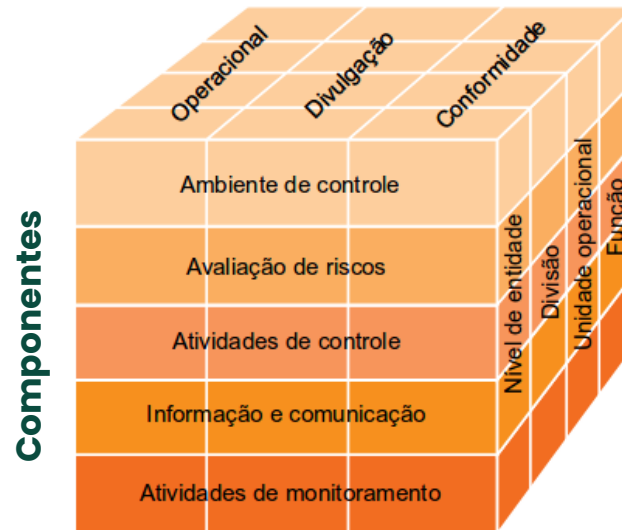 Operacional
Divulgação
Conformidade
Componentes
Ambiente de controle
Avaliação de riscos
Atividades de controle
Informação e comunicação
Atividades de monitoramento
Nível de entidade
Divisão
Unidade operacional
Função